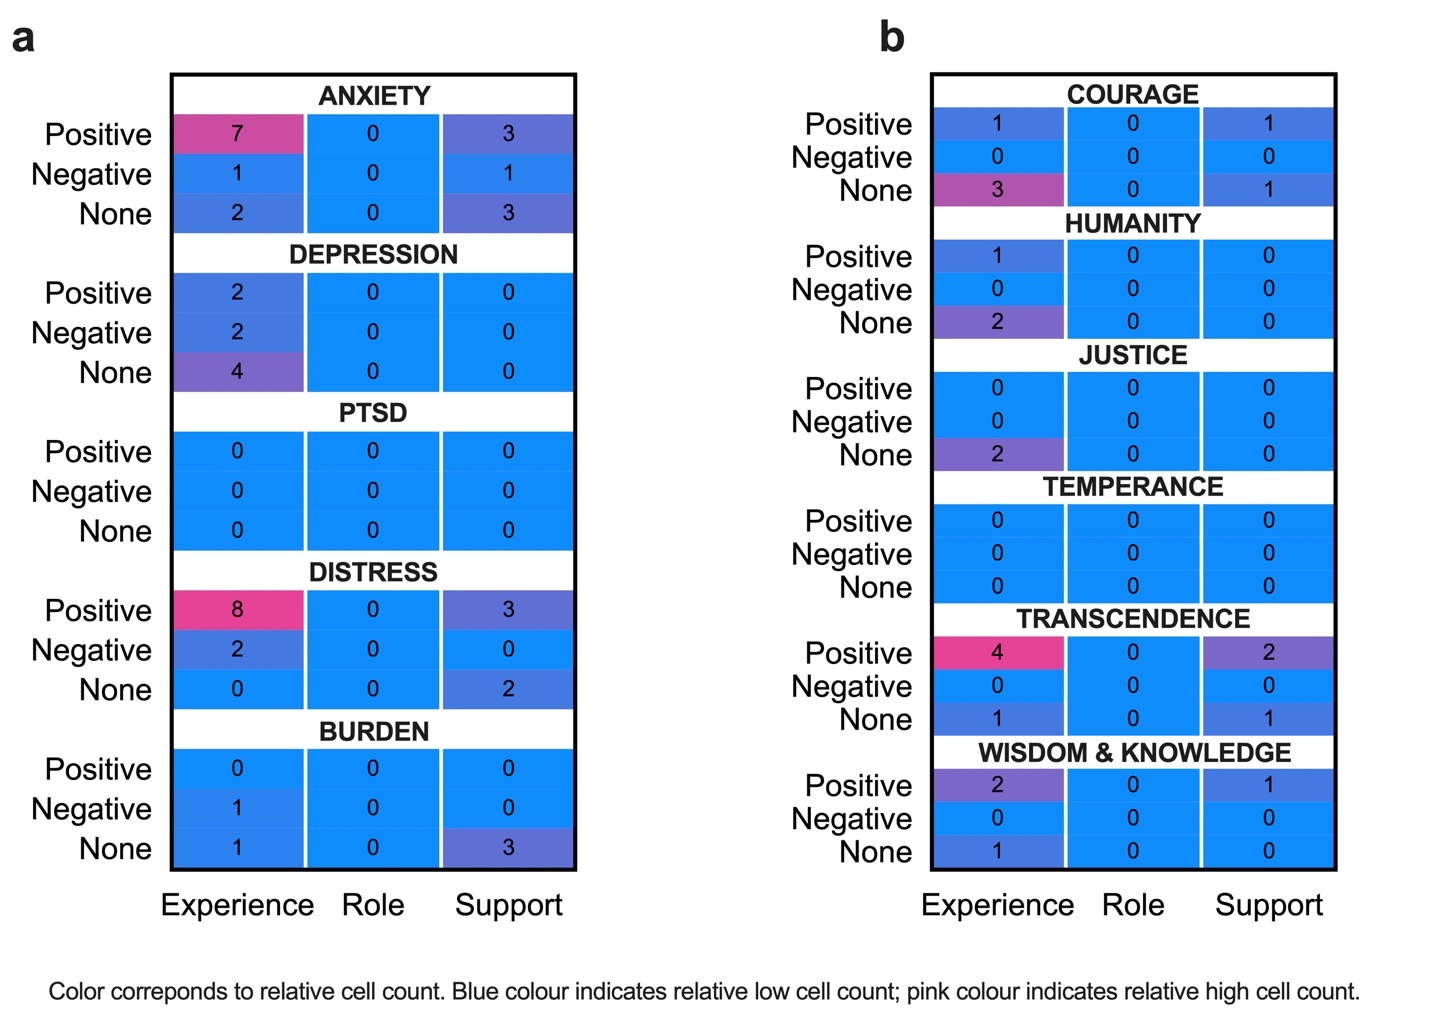 a
ANXIETY
Positive 7 0 3
Negative 1 0 1
None 2 0 3
DEPRESSION
Positive 2 0 0
Negative 2 0 0
None 4 0 0
PTSD
Positive 0 0 0
Negative 0 0 0
None 0 0 0
DISTRESS
Positive 8 0 3
Negative 2 0 0
None 0 0 2
BURDEN
Positive 0 0 0
Negative 1 0 0
None 1 0 3
Experience Role Support
b
COURAGE
Positive 1 0 1
Negative 0 0 0
None 3 0 1
HUMANITY
Positive 1 0 0
Negative 0 0 0
None 2 0 0
JUSTICE
Positive 0 0 0
Negative 0 0 0
None 2 0 0
TEMPERANCE
Positive 0 0 0
Negative 0 0 0
None 0 0 0
TRANSCENDENCE
Positive 4 0 2
Negative 0 0 0
None 1 0 1
WISDOM & KNOWLEDGE
Positive 2 0 1
Negative 0 0 0
None 1 0 0
Experience Role Support
Color correponds to relative cell count. Blue colour indicates relative low cell count; pink colour indicates relative high cell count.